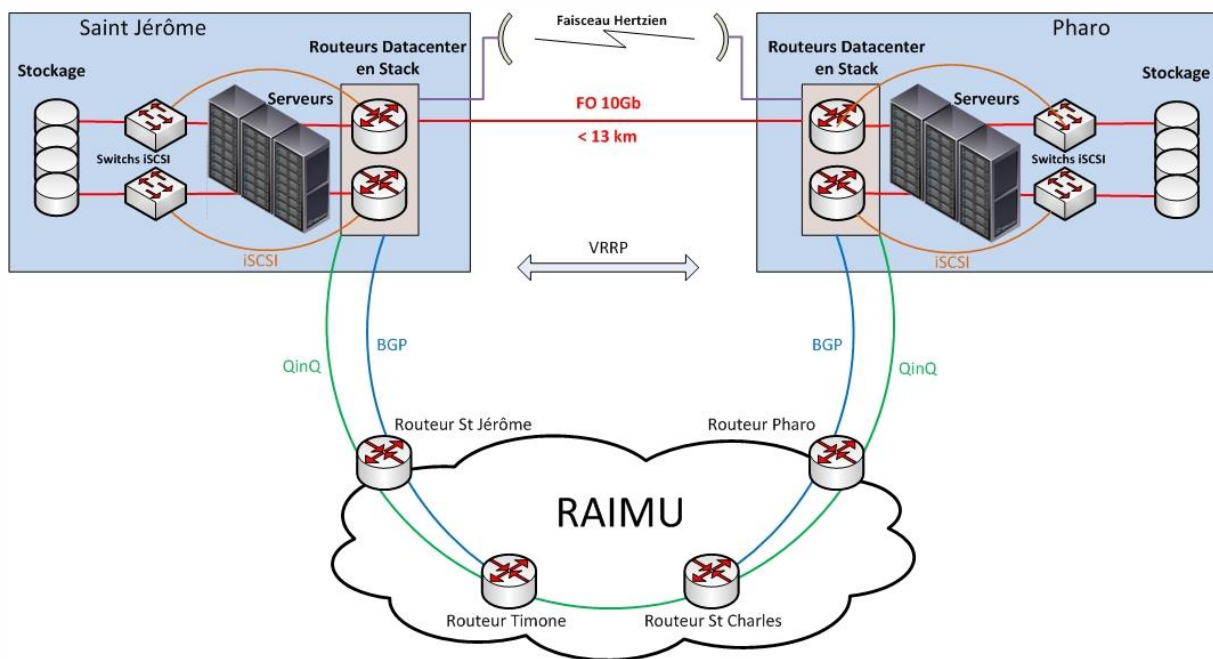 Saint Jérôme
Faisceau Hertzien
Pharo
Routeurs Datacenter
en Stack
Routeurs Datacenter
en Stack
Stockage
Serveurs
Serveurs
Stockage
FO 10Gb
< 13 km
Switchs iSCSI
Switchs iSCSI
iSCSI
VRRP
iSCSI
BGP
BGP
QinQ
QinQ
Routeur St Jérôme
Routeur Pharo
RAIMU
Routeur Timone
Routeur St Charles